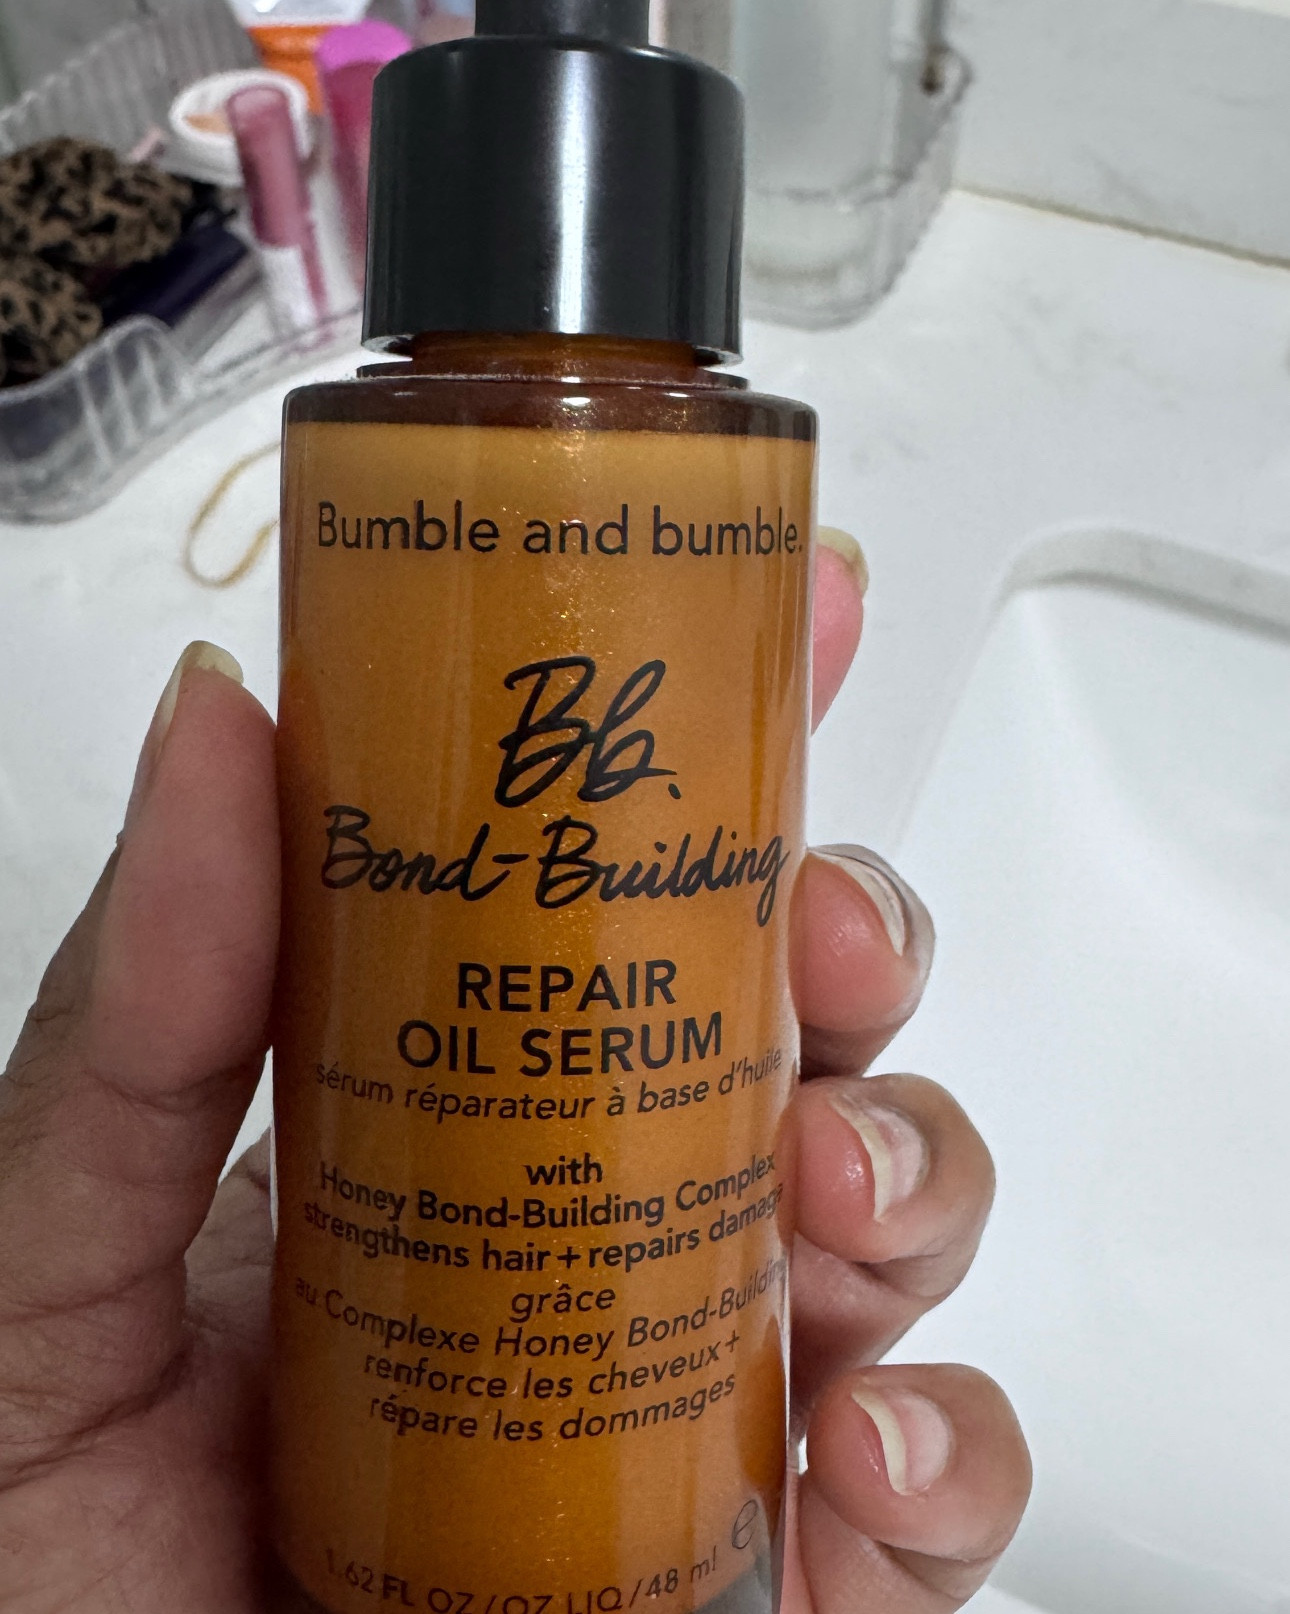 Bumble and bumble.
Bb.
Bond-Building
REPAIR
OIL SERUM
sérum réparateur à base d'huile
with
Honey Bond-Building Complex
strengthens hair + repairs damage
grâce
au Complexe Honey Bond-Building
renforce les cheveux +
répare les dommages
e
1.62 FL OZ / OZ LIQ / 48 ml